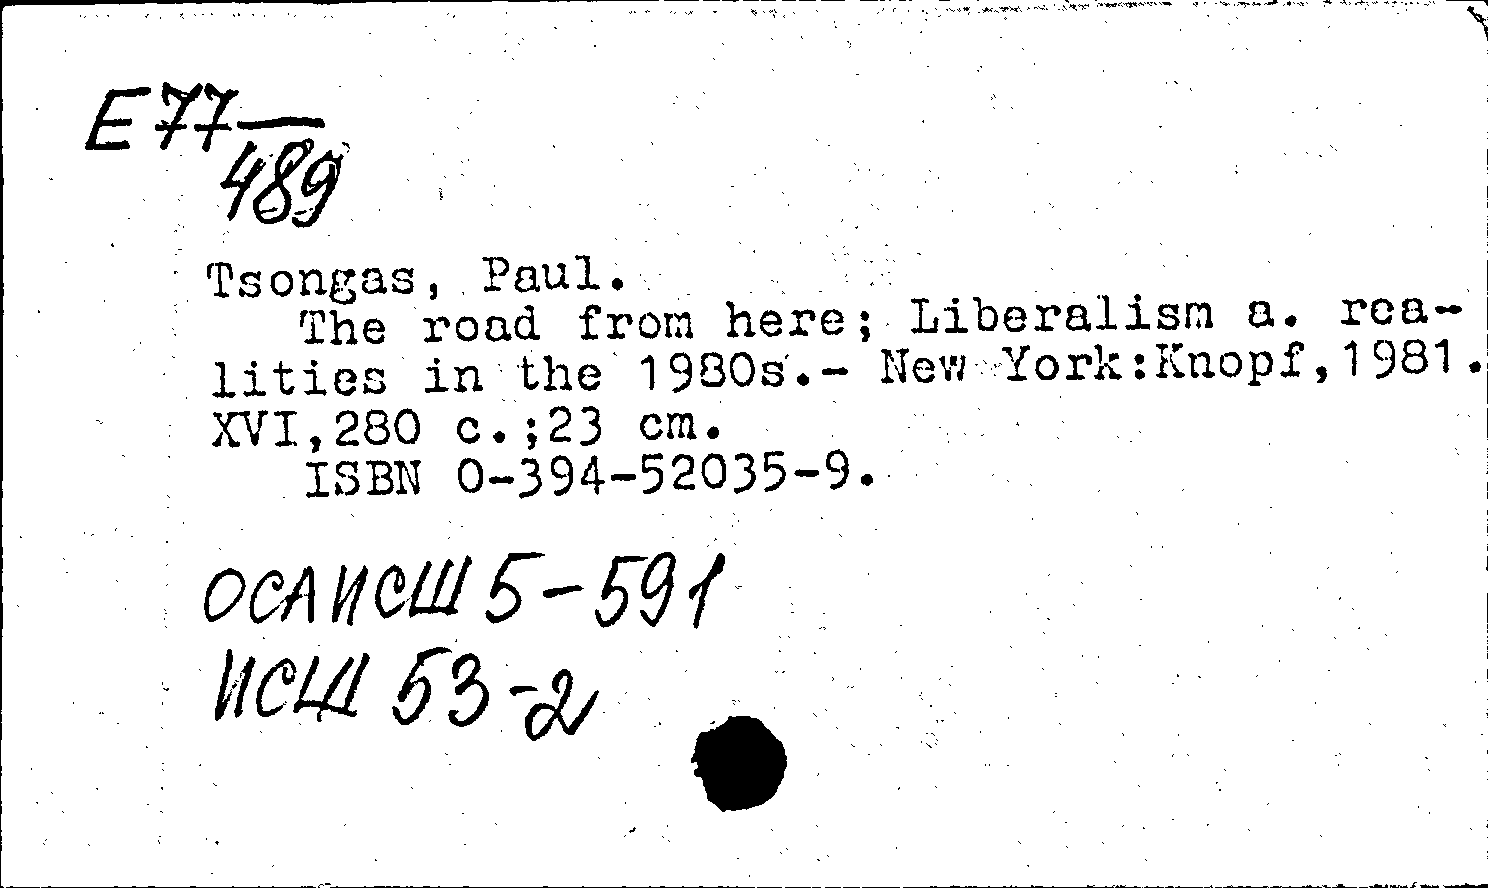 E77
489
Tsongas, Paul.
The road from here; Liberalism a. rea-
lities in the 1980s.- New York:Knopf,1981.
XVI,280 c.;23 cm.
ISBN 0-394-52035-9.
ОСАИСШ 5-591
ИСШ 53-2